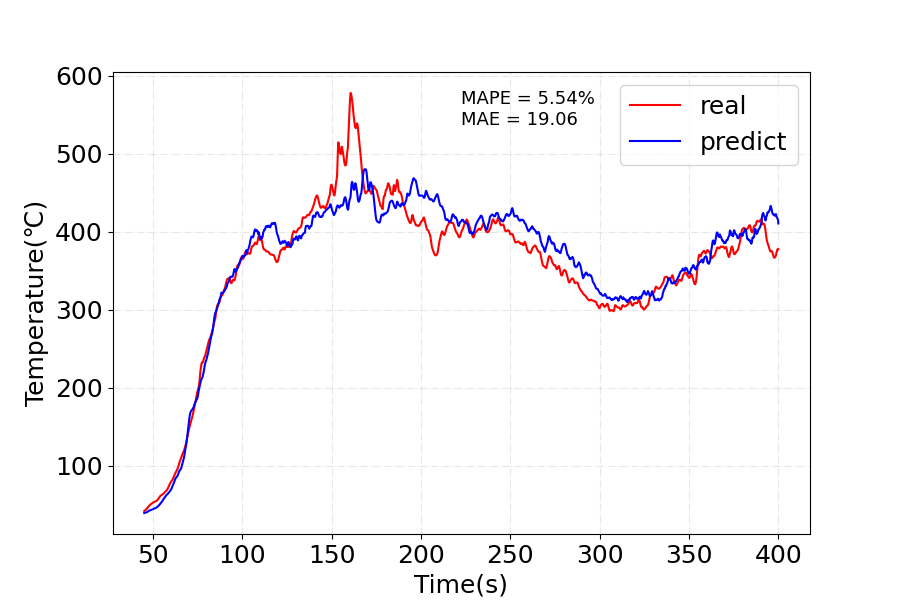 600
500
400
300
200
100
Temperature(℃)
MAPE = 5.54%
MAE = 19.06
real
predict
50 100 150 200 250 300 350 400
Time(s)